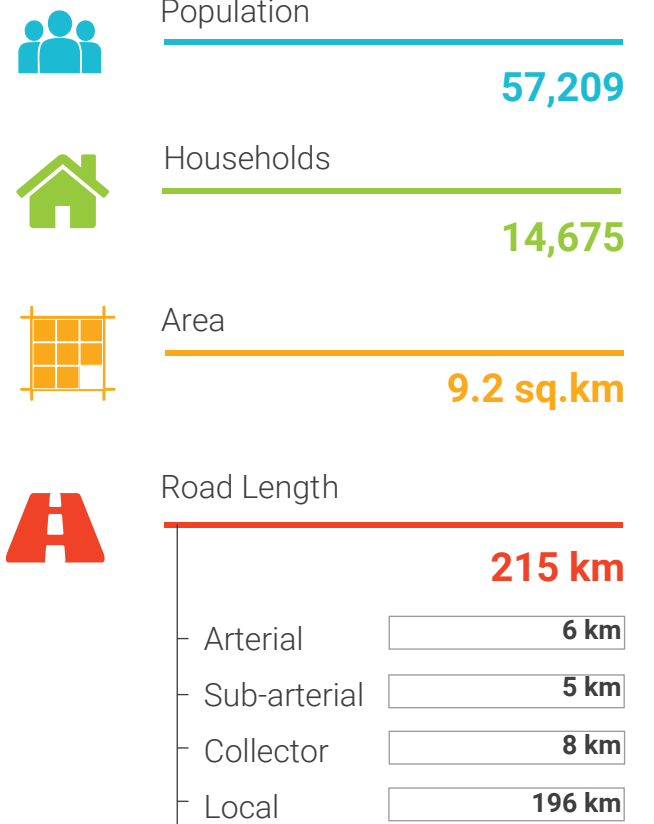 Population
57,209
Households
14,675
Area
9.2 sq.km
Road Length
215 km
Arterial 6 km
Sub-arterial 5 km
Collector 8 km
Local 196 km